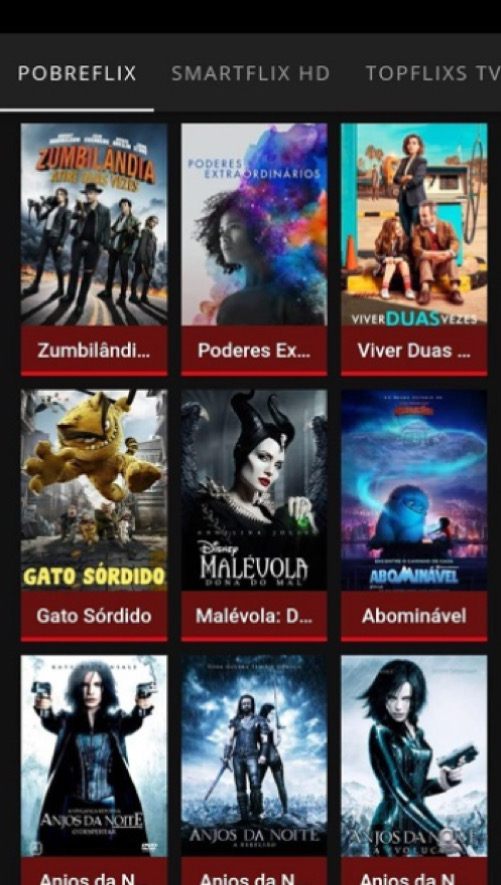 POBREFLIX SMARTFLIX HD TOPFLIXS TV
ZUMBILÂNDIA
ATIRE DUAS VEZES
PODERES
EXTRAORDINÁRIOS
VIVER DUAS VEZES
Zumbilândi... Poderes Ex... Viver Duas ...
GATO SÓRDIDO
Disney
MALÉVOLA
DONA DO MAL
ABOMINÁVEL
Gato Sórdido Malévola: D... Abominável
ANJOS DA NOITE
O DESPERTAR
DVD
ANJOS DA NOITE
A REBELIÃO
ANJOS DA NOITE
A EVOLUÇÃO
Anjos da N... Anjos da N... Anjos da N...